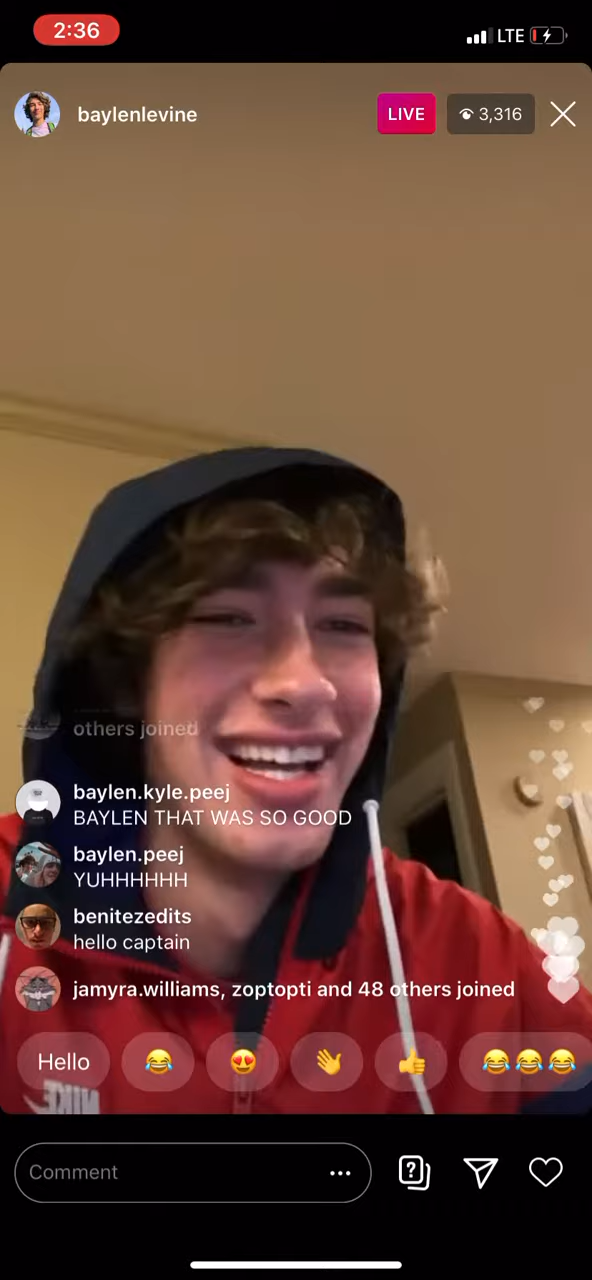 2:36
LTE
baylenlevine
LIVE
3,316
others joined
baylen.kyle.peej
BAYLEN THAT WAS SO GOOD
baylen.peej
YUHHHHHH
benitezedits
hello captain
jamyra.williams, zoptopti and 48 others joined
Hello
NIKE
Comment